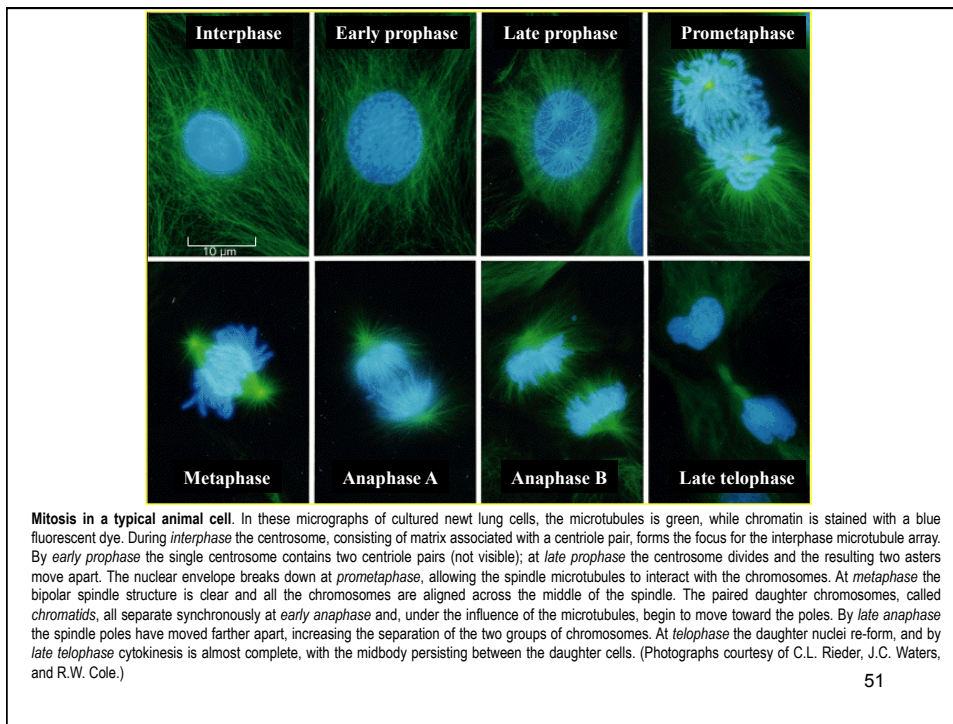 Interphase
Early prophase
Late prophase
Prometaphase
10 µm
Metaphase
Anaphase A
Anaphase B
Late telophase
Mitosis in a typical animal cell. In these micrographs of cultured newt lung cells, the microtubules is green, while chromatin is stained with a blue
fluorescent dye. During interphase the centrosome, consisting of matrix associated with a centriole pair, forms the focus for the interphase microtubule array.
By early prophase the single centrosome contains two centriole pairs (not visible); at late prophase the centrosome divides and the resulting two asters
move apart. The nuclear envelope breaks down at prometaphase, allowing the spindle microtubules to interact with the chromosomes. At metaphase the
bipolar spindle structure is clear and all the chromosomes are aligned across the middle of the spindle. The paired daughter chromosomes, called
chromatids, all separate synchronously at early anaphase and, under the influence of the microtubules, begin to move toward the poles. By late anaphase
the spindle poles have moved farther apart, increasing the separation of the two groups of chromosomes. At telophase the daughter nuclei re-form, and by
late telophase cytokinesis is almost complete, with the midbody persisting between the daughter cells. (Photographs courtesy of C.L. Rieder, J.C. Waters,
and R.W. Cole.)
51